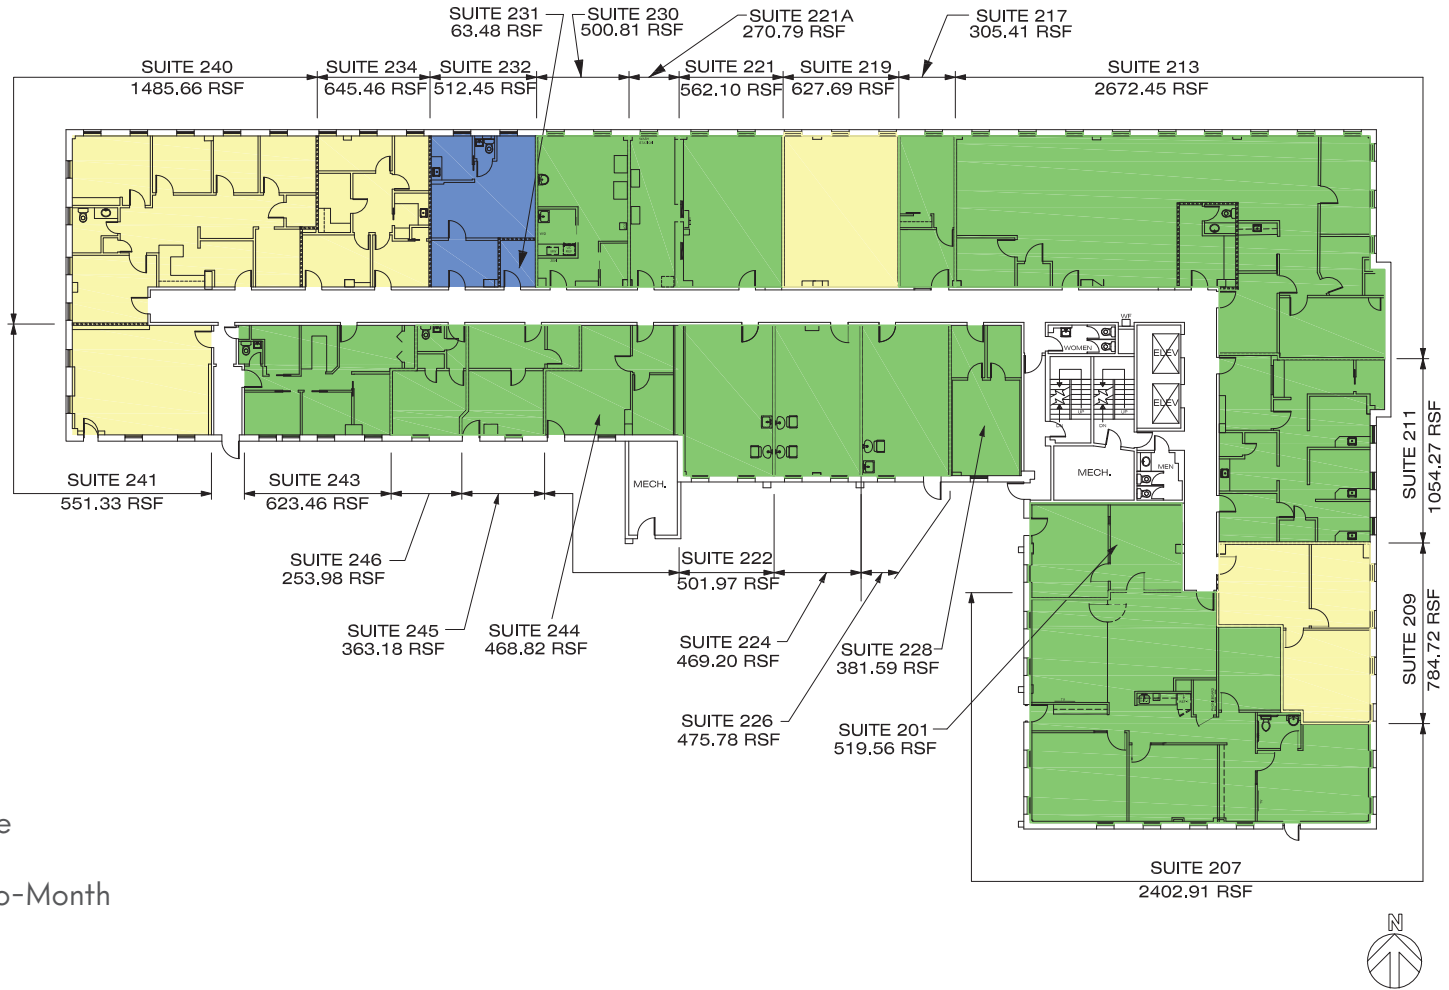 SUITE 231
63.48 RSF
SUITE 230
500.81 RSF
SUITE 221A
270.79 RSF
SUITE 217
305.41 RSF
SUITE 240
1485.66 RSF
SUITE 234
645.46 RSF
SUITE 232
512.45 RSF
SUITE 221
562.10 RSF
SUITE 219
627.69 RSF
SUITE 213
2672.45 RSF
WF
WOMEN
ELEV
ELEV
UP
UP
DN
DN
MEN
MECH.
MECH.
SUITE 211
1054.27 RSF
SUITE 241
551.33 RSF
SUITE 243
623.46 RSF
SUITE 246
253.98 RSF
SUITE 222
501.97 RSF
SUITE 245
363.18 RSF
SUITE 244
468.82 RSF
SUITE 224
469.20 RSF
SUITE 228
381.59 RSF
SUITE 209
784.72 RSF
SUITE 226
475.78 RSF
SUITE 201
519.56 RSF
e
o-Month
SUITE 207
2402.91 RSF
N